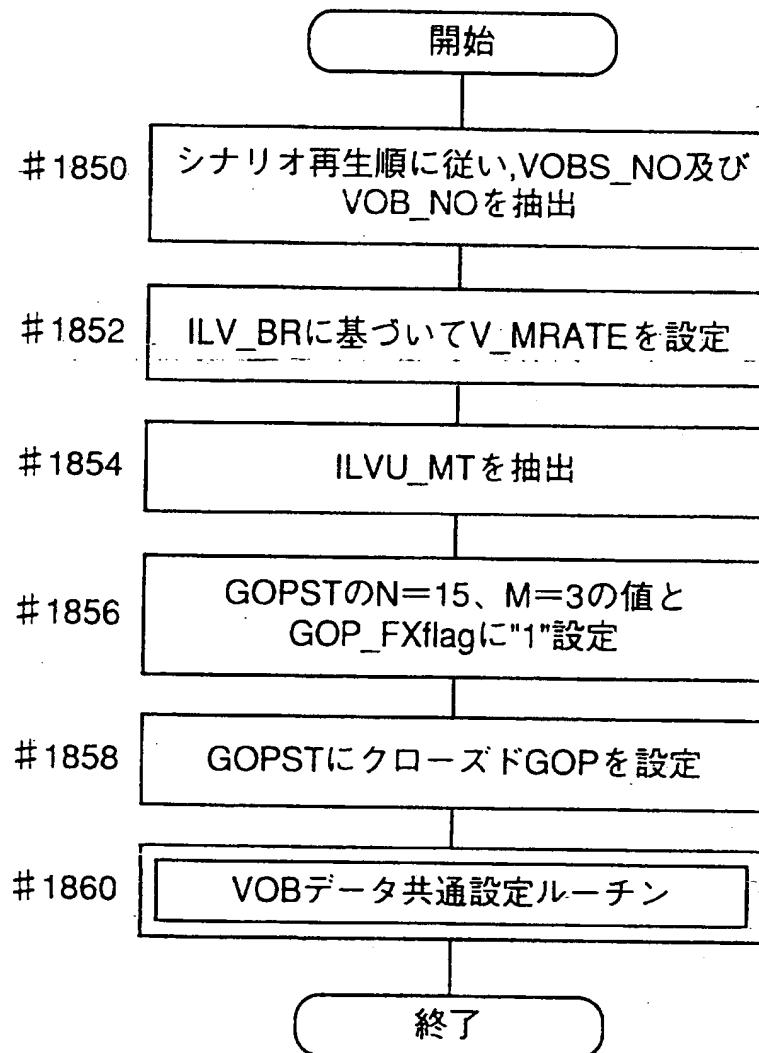 開始
#1850
シナリオ再生順に従い,VOBS_NO及び
VOB_NOを抽出
#1852
ILV_BRに基づいてV_MRATEを設定
#1854
ILVU_MTを抽出
#1856
GOPSTのN=15、M=3の値と
GOP_FXflagに"1"設定
#1858
GOPSTにクローズドGOPを設定
#1860
VOBデータ共通設定ルーチン
終了